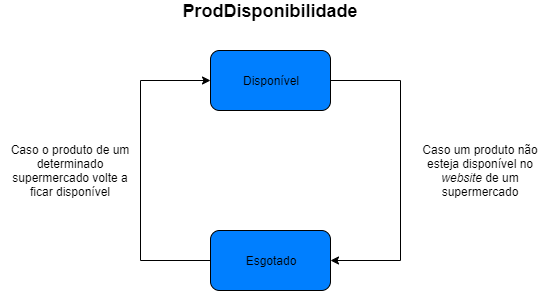 ProdDisponibilidade
Disponível
Caso o produto de um
determinado
supermercado volte a
ficar disponível
Caso um produto não
esteja disponível no
website de um
supermercado
Esgotado